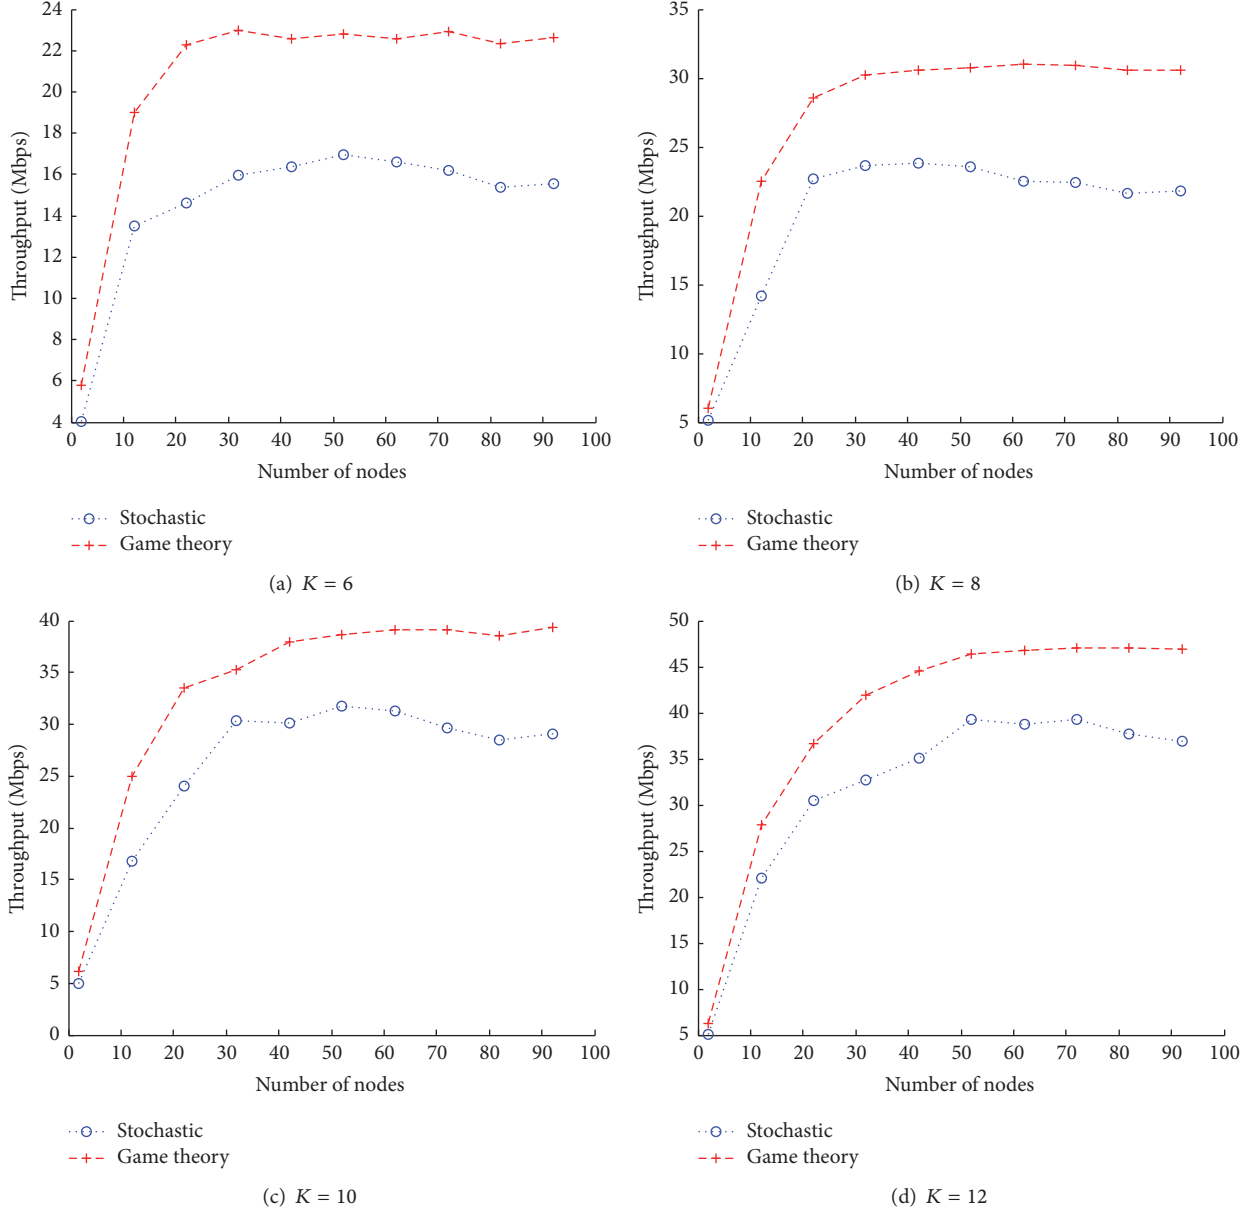 24
22
20
18
16
14
12
10
8
6
4
Throughput (Mbps)
0 10 20 30 40 50 60 70 80 90 100
Number of nodes
Stochastic
Game theory
(a) K = 6
35
30
25
20
15
10
5
Throughput (Mbps)
0 10 20 30 40 50 60 70 80 90 100
Number of nodes
Stochastic
Game theory
(b) K = 8
40
35
30
25
20
15
10
5
0
Throughput (Mbps)
0 10 20 30 40 50 60 70 80 90 100
Number of nodes
Stochastic
Game theory
(c) K = 10
50
45
40
35
30
25
20
15
10
5
Throughput (Mbps)
0 10 20 30 40 50 60 70 80 90 100
Number of nodes
Stochastic
Game theory
(d) K = 12